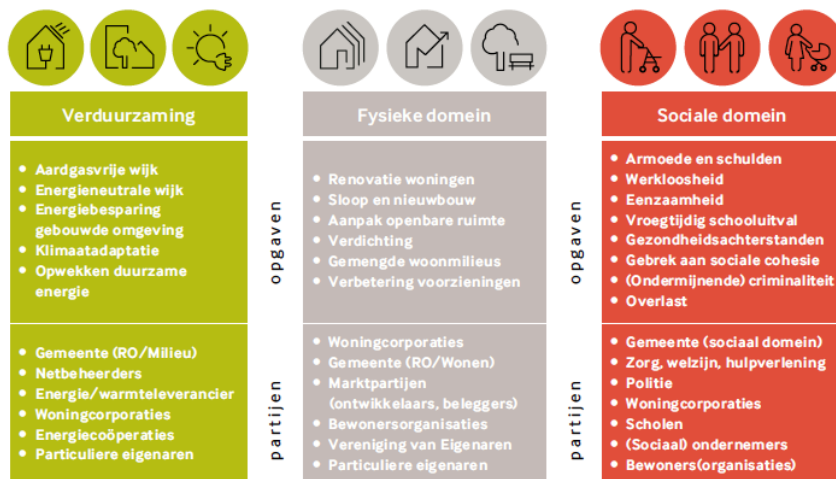 Verduurzaming
• Aardgasvrije wijk
• Energieneutrale wijk
• Energiebesparing
gebouwde omgeving
• Klimaatadaptatie
• Opwekken duurzame
energie
• Gemeente (RO/Milieu)
• Netbeheerders
• Energie/warmteleverancier
• Woningcorporaties
• Energiecoöperaties
• Particuliere eigenaren
opgaven
partijen
Fysieke domein
• Renovatie woningen
• Sloop en nieuwbouw
• Aanpak openbare ruimte
• Verdichting
• Gemengde woonmilieus
• Verbetering voorzieningen
• Woningcorporaties
• Gemeente (RO/Wonen)
• Marktpartijen
(ontwikkelaars, beleggers)
• Bewonersorganisaties
• Vereniging van Eigenaren
• Particuliere eigenaren
opgaven
partijen
Sociale domein
• Armoede en schulden
• Werkloosheid
• Eenzaamheid
• Vroegtijdig schooluitval
• Gezondheidsachterstanden
• Gebrek aan sociale cohesie
• (Ondermijnende) criminaliteit
• Overlast
• Gemeente (sociaal domein)
• Zorg, welzijn, hulpverlening
• Politie
• Woningcorporaties
• Scholen
• (Sociaal) ondernemers
• Bewoners(organisaties)